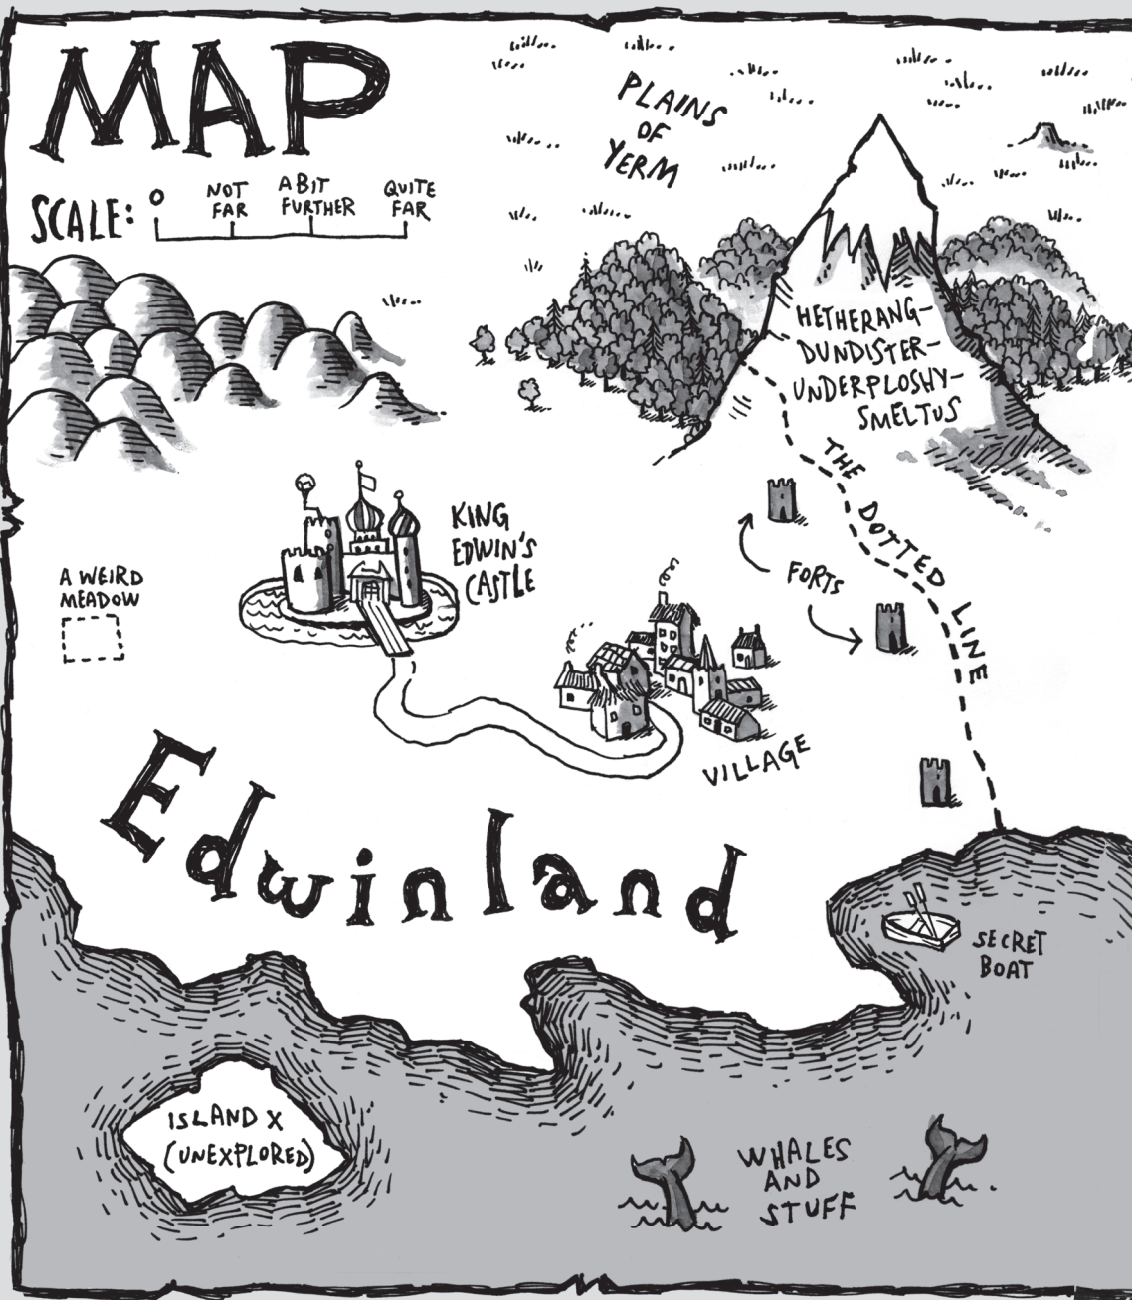 MAP
SCALE: 0
NOT
FAR
A BIT
FURTHER
QUITE
FAR
PLAINS
OF
YERM
HETHERANG-
DUNDISTER-
UNDERPLOSHY-
SMELTUS
THE DOTTED LINE
KING
EDWIN'S
CASTLE
FORTS
A WEIRD
MEADOW
VILLAGE
Edwinland
SECRET
BOAT
ISLAND X
(UNEXPLORED)
WHALES
AND
STUFF